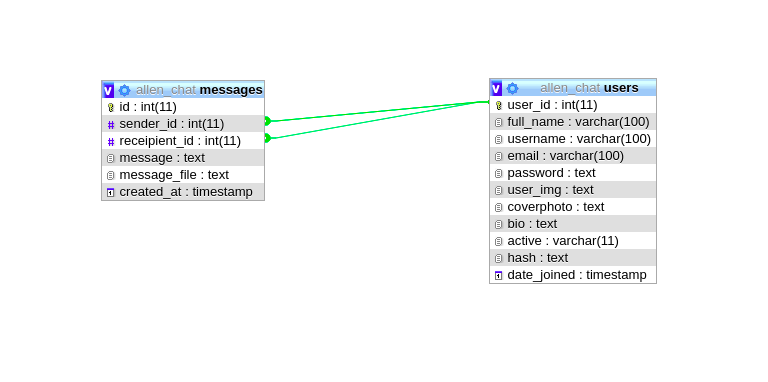 v allen_chat messages
id : int(11)
# sender_id : int(11)
# receipient_id : int(11)
message : text
message_file : text
created_at : timestamp
v allen_chat users
user_id : int(11)
full_name : varchar(100)
username : varchar(100)
email : varchar(100)
password : text
user_img : text
coverphoto : text
bio : text
active : varchar(11)
hash : text
date_joined : timestamp